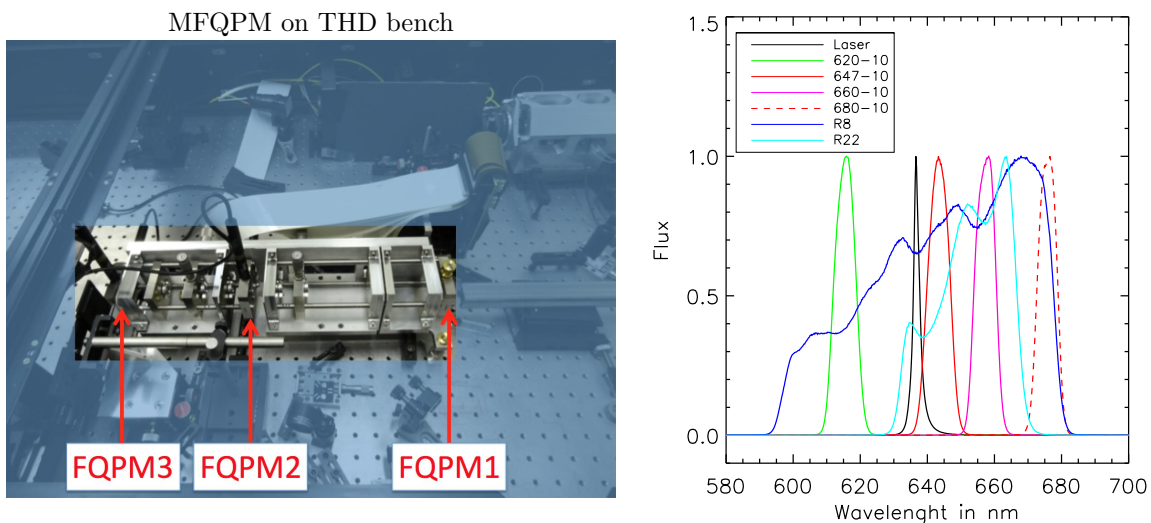 MFQPM on THD bench
FQPM3
FQPM2
FQPM1
1.5
1.0
0.5
0.0
Flux
Laser
620-10
647-10
660-10
680-10
R8
R22
580
600
620
640
660
680
700
Wavelenght in nm